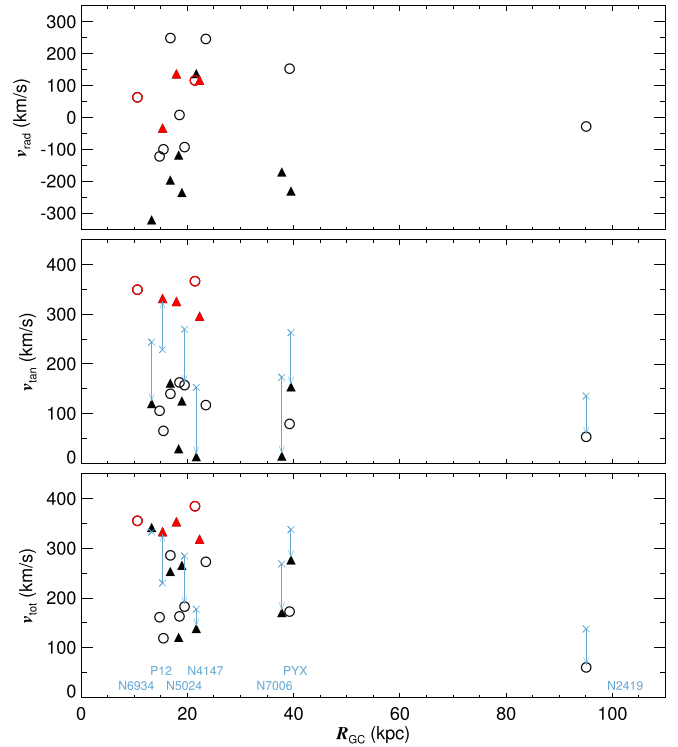 300
200
100
0
-100
-200
-300
v_rad (km/s)
400
300
200
100
0
v_tan (km/s)
400
300
200
100
0
v_tot (km/s)
P12 N4147 PYX
N6934 N5024 N7006 N2419
0 20 40 60 80 100
R_GC (kpc)